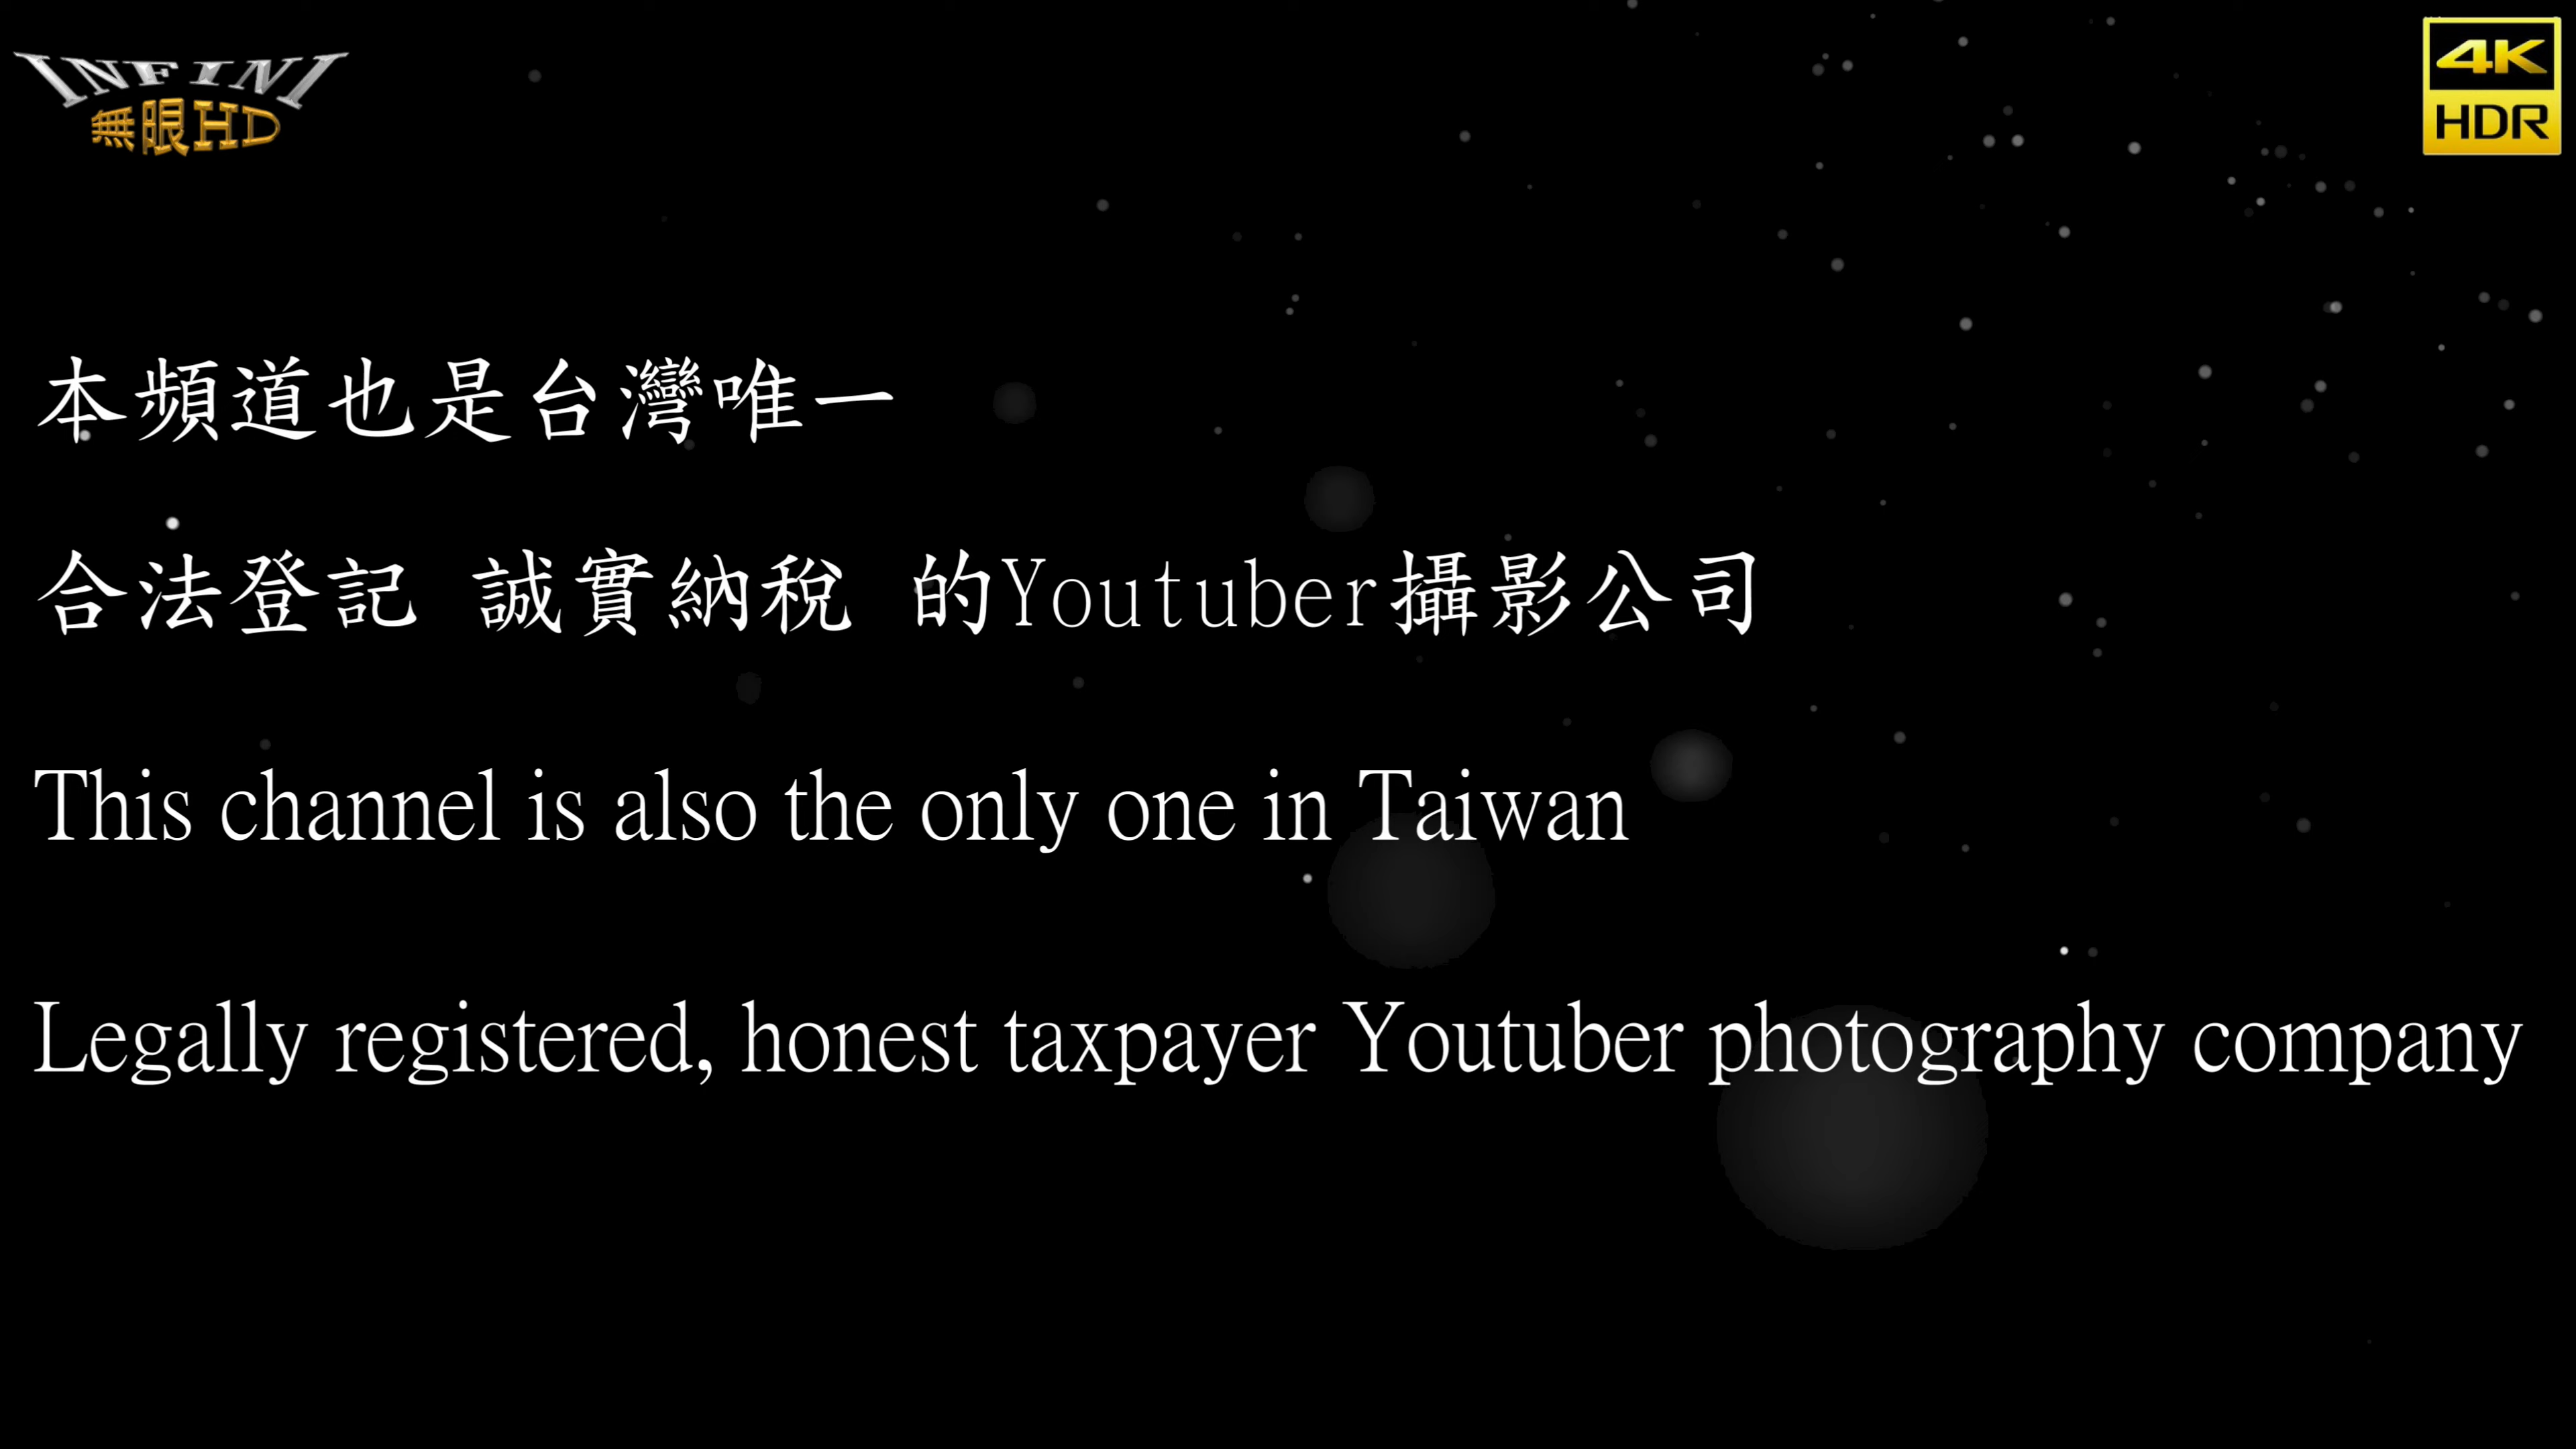 INFINI
無限HD
4K
HDR
本頻道也是台灣唯一
合法登記 誠實納稅 的Youtuber攝影公司
This channel is also the only one in Taiwan
Legally registered, honest taxpayer Youtuber photography company